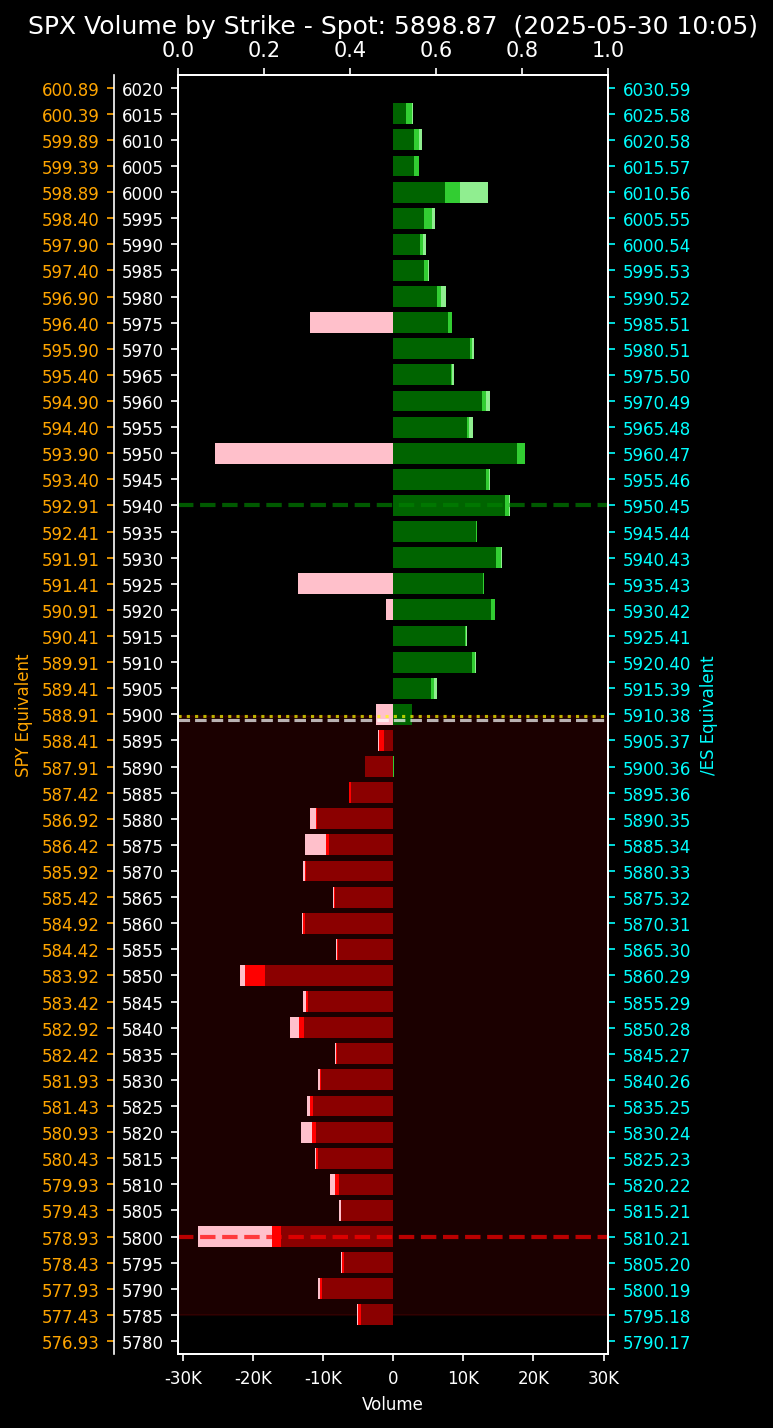 SPX Volume by Strike - Spot: 5898.87 (2025-05-30 10:05)
0.0 0.2 0.4 0.6 0.8 1.0
600.89 6020 6030.59
600.39 6015 6025.58
599.89 6010 6020.58
599.39 6005 6015.57
598.89 6000 6010.56
598.40 5995 6005.55
597.90 5990 6000.54
597.40 5985 5995.53
596.90 5980 5990.52
596.40 5975 5985.51
595.90 5970 5980.51
595.40 5965 5975.50
594.90 5960 5970.49
594.40 5955 5965.48
593.90 5950 5960.47
593.40 5945 5955.46
592.91 5940 5950.45
592.41 5935 5945.44
591.91 5930 5940.43
591.41 5925 5935.43
590.91 5920 5930.42
590.41 5915 5925.41
589.91 5910 5920.40
589.41 5905 5915.39
588.91 5900 5910.38
588.41 5895 5905.37
587.91 5890 5900.36
587.42 5885 5895.36
586.92 5880 5890.35
586.42 5875 5885.34
585.92 5870 5880.33
585.42 5865 5875.32
584.92 5860 5870.31
584.42 5855 5865.30
583.92 5850 5860.29
583.42 5845 5855.29
582.92 5840 5850.28
582.42 5835 5845.27
581.93 5830 5840.26
581.43 5825 5835.25
580.93 5820 5830.24
580.43 5815 5825.23
579.93 5810 5820.22
579.43 5805 5815.21
578.93 5800 5810.21
578.43 5795 5805.20
577.93 5790 5800.19
577.43 5785 5795.18
576.93 5780 5790.17
SPY Equivalent
/ES Equivalent
-30K -20K -10K 0 10K 20K 30K
Volume